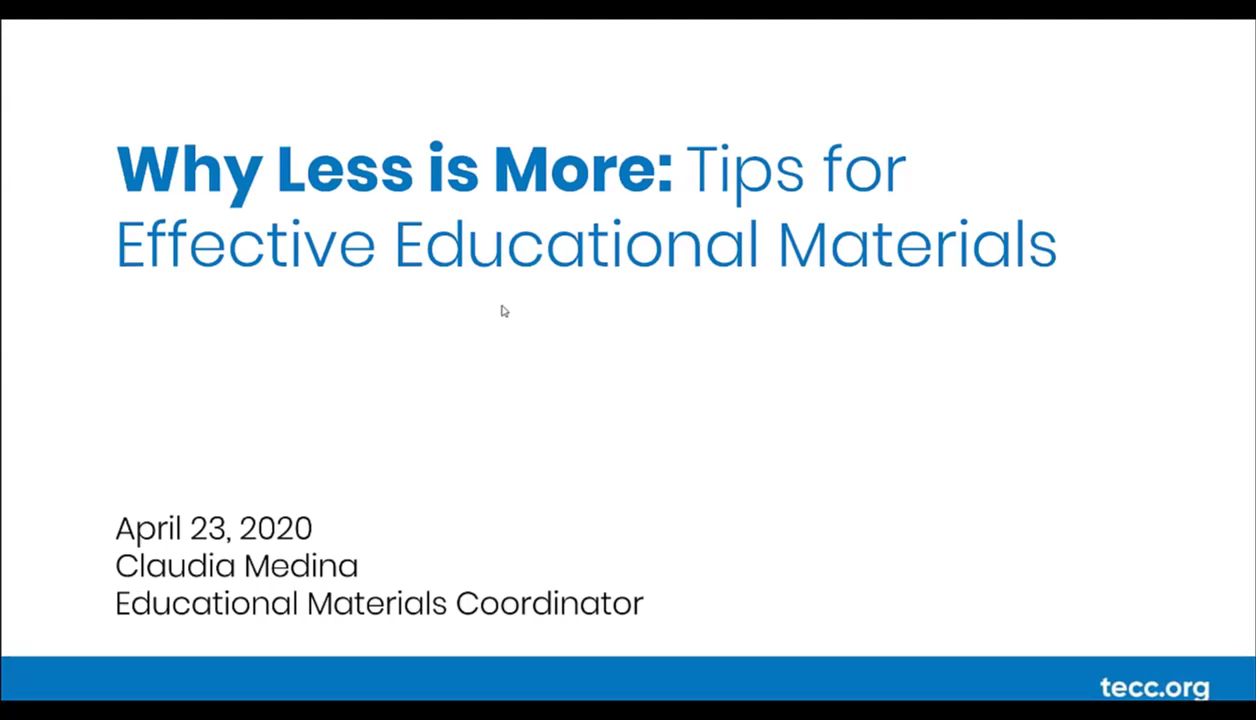 Why Less is More: Tips for
Effective Educational Materials
April 23, 2020
Claudia Medina
Educational Materials Coordinator
tecc.org